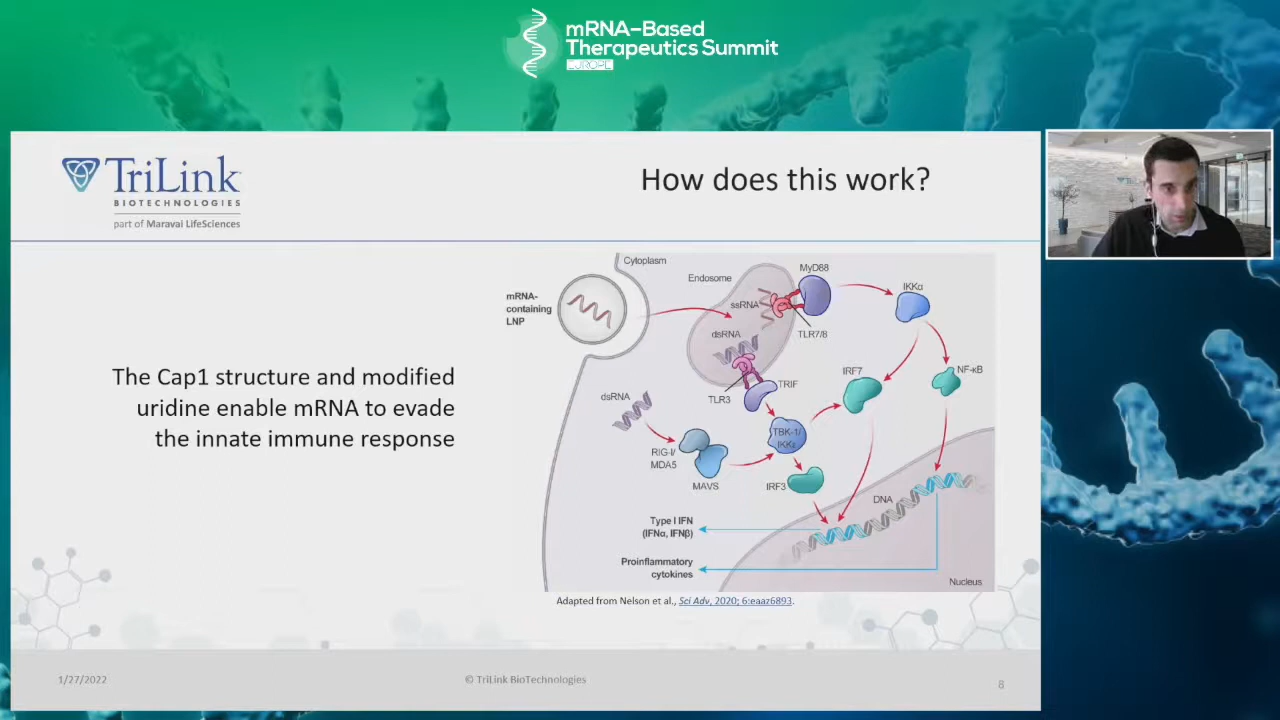 mRNA-Based
Therapeutics Summit
EUROPE
TriLink
BIOTECHNOLOGIES
part of Maravai LifeSciences
How does this work?
The Cap1 structure and modified
uridine enable mRNA to evade
the innate immune response
Cytoplasm
mRNA-
containing
LNP
Endosome
ssRNA
dsRNA
MyD88
TLR7/8
IKKα
TLR3
TRIF
IRF7
NF-κB
dsRNA
RIG-I/
MDA5
MAVS
TBK-1/
IKKε
IRF3
DNA
Type I IFN
(IFNα, IFNβ)
Proinflammatory
cytokines
Nucleus
Adapted from Nelson et al., Sci Adv, 2020; 6:eaaz6893.
1/27/2022
© TriLink BioTechnologies
8